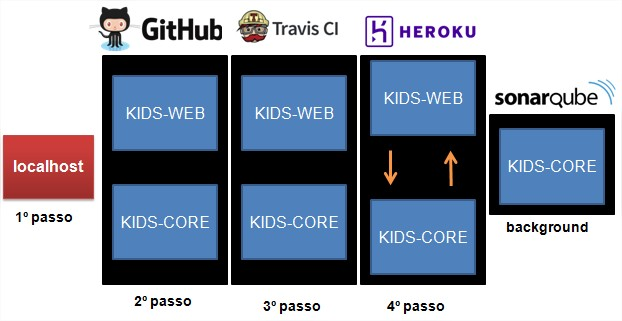 GitHub
Travis CI
HEROKU
KIDS-WEB
KIDS-WEB
KIDS-WEB
sonarqube
localhost
KIDS-CORE
KIDS-CORE
KIDS-CORE
KIDS-CORE
1º passo
background
2º passo
3º passo
4º passo